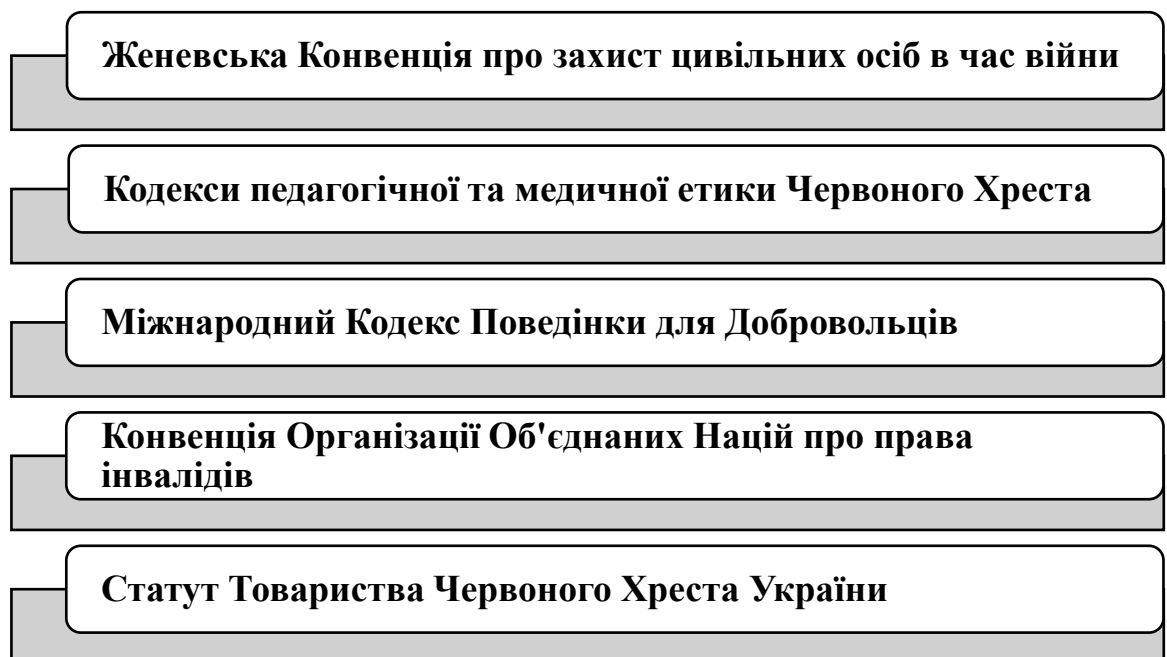 Женевська Конвенція про захист цивільних осіб в час війни
Кодекси педагогічної та медичної етики Червоного Хреста
Міжнародний Кодекс Поведінки для Добровольців
Конвенція Організації Об'єднаних Націй про права
інвалідів
Статут Товариства Червоного Хреста України